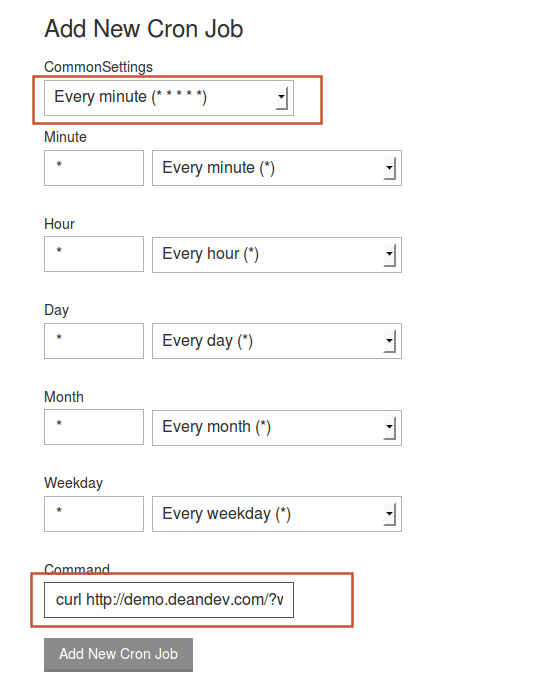 Add New Cron Job
CommonSettings
Every minute (* * * * *)
Minute
* Every minute (*)
Hour
* Every hour (*)
Day
* Every day (*)
Month
* Every month (*)
Weekday
* Every weekday (*)
Command
curl http://demo.deandev.com/?w
Add New Cron Job